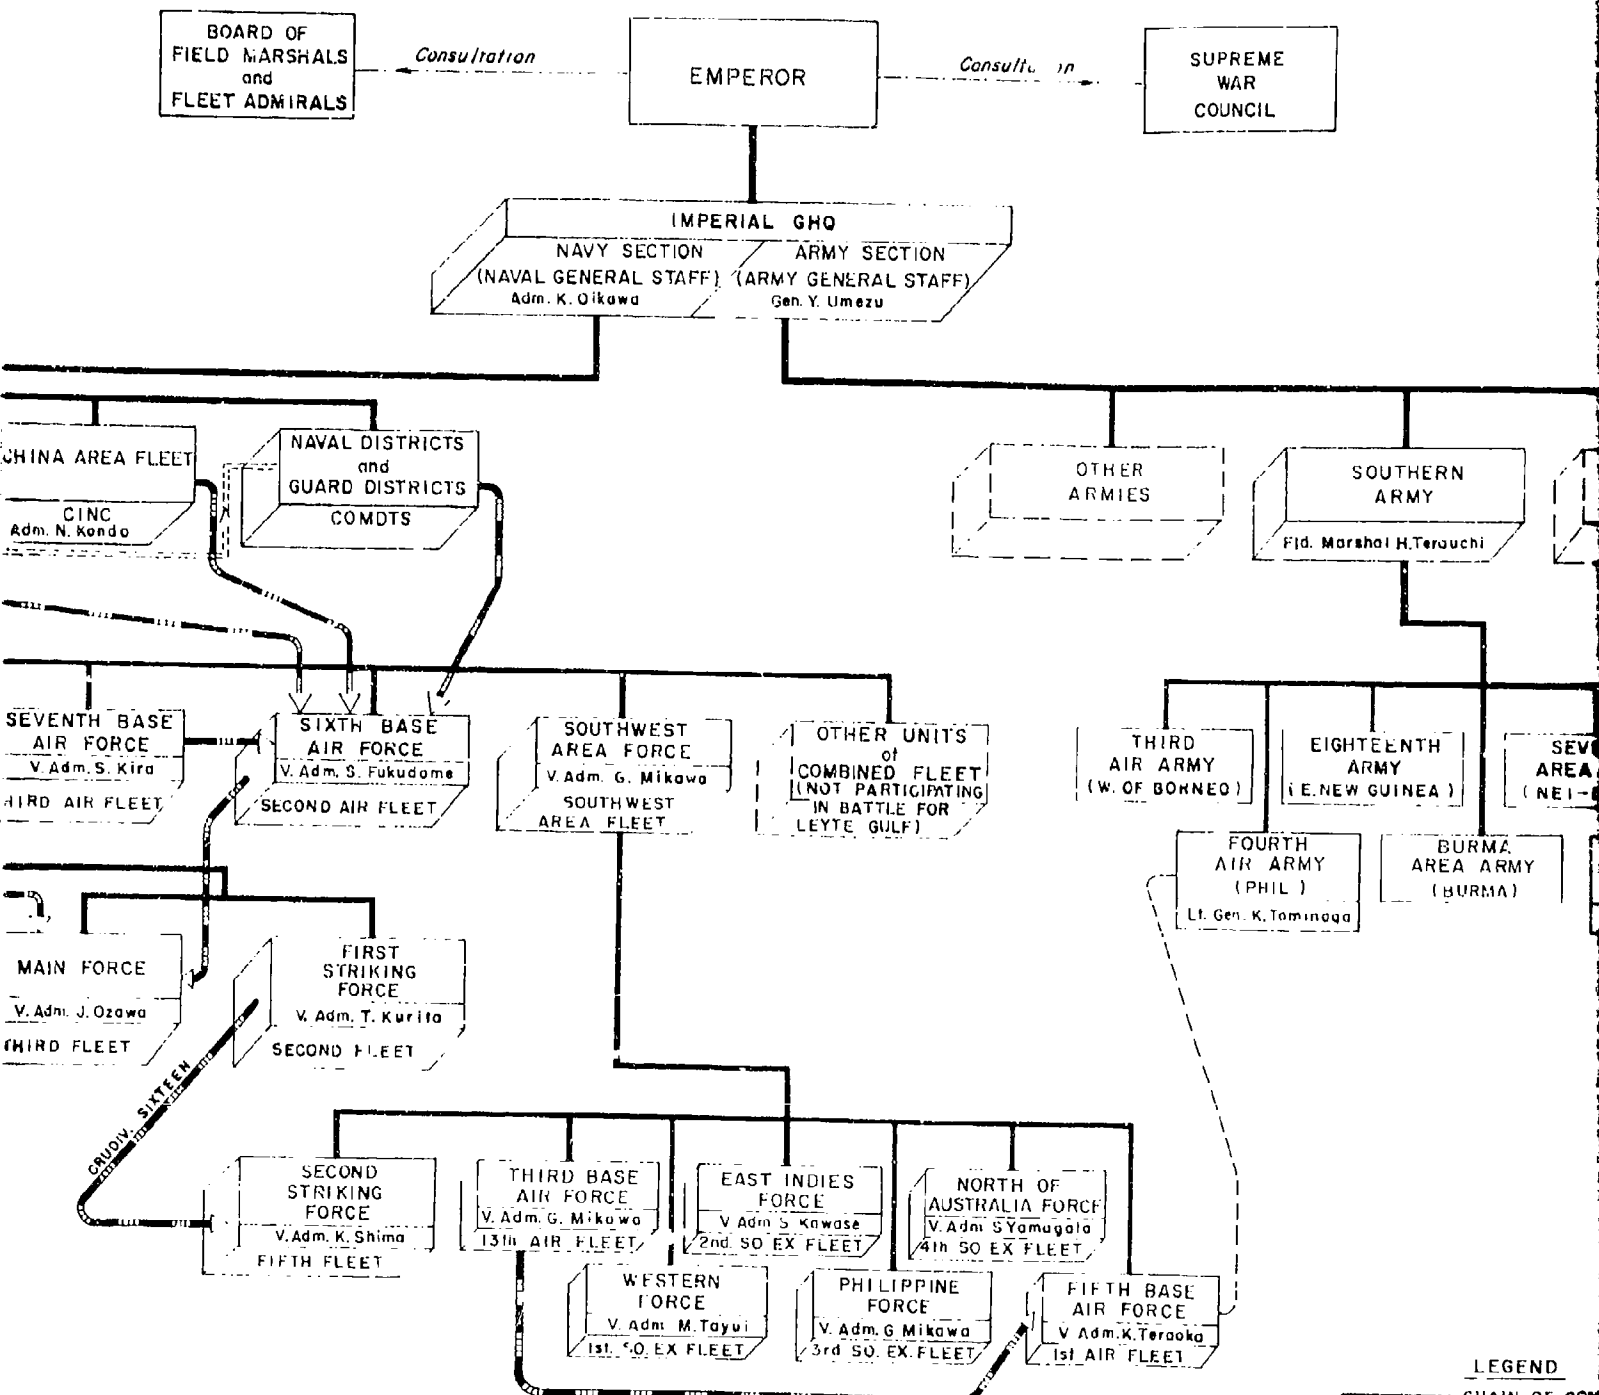 BOARD OF
FIELD MARSHALS
and
FLEET ADMIRALS
Consultation
EMPEROR
SUPREME
WAR
COUNCIL
IMPERIAL GHQ
NAVY SECTION
(NAVAL GENERAL STAFF)
Adm. K. Oikawa
ARMY SECTION
(ARMY GENERAL STAFF)
Gen. Y. Umezu
CHINA AREA FLEET
CINC
Adm. N. Kondo
NAVAL DISTRICTS
and
GUARD DISTRICTS
COMDTS
OTHER
ARMIES
SOUTHERN
ARMY
Fld. Marshal H. Terauchi
SEVENTH BASE
AIR FORCE
V. Adm. S. Kira
AIR FLEET
SIXTH BASE
AIR FORCE
V. Adm. S. Fukudome
SECOND AIR FLEET
SOUTHWEST
AREA FORCE
V. Adm. G. Mikawa
SOUTHWEST
AREA FLEET
OTHER UNITS
of
COMBINED FLEET
(NOT PARTICIPATING
IN BATTLE FOR
LEYTE GULF)
THIRD
AIR ARMY
(W. OF BORNEO)
EIGHTEENTH
ARMY
(E. NEW GUINEA)
AREA
FOURTH
AIR ARMY
(PHIL)
Lt. Gen. K. Tominaga
BURMA
AREA ARMY
(BURMA)
MAIN FORCE
V. Adm. J. Ozawa
THIRD FLEET
FIRST
STRIKING
FORCE
V. Adm. T. Kurita
SECOND FLEET
CRUDIV. SIXTEEN
SECOND
STRIKING
FORCE
V. Adm. K. Shima
FIFTH FLEET
THIRD BASE
AIR FORCE
V. Adm. G. Mikawa
13th AIR FLEET
EAST INDIES
FORCE
V Adm S Kawase
2nd. SO EX FLEET
NORTH OF
AUSTRALIA FORCE
V. Adm S Yamagata
4th SO EX FLEET
WESTERN
FORCE
V. Adm M. Tayui
1st. SO. EX FLEET
PHILIPPINE
FORCE
V. Adm. G Mikawa
3rd SO. EX. FLEET
FIFTH BASE
AIR FORCE
V Adm. K. Teraoka
1st AIR FLEET
LEGEND